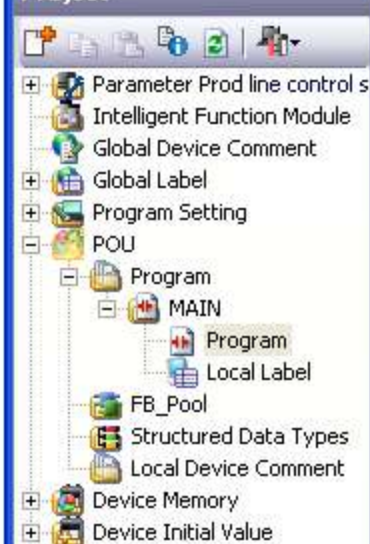 Parameter Prod line control s
Intelligent Function Module
Global Device Comment
Global Label
Program Setting
POU
Program
MAIN
Program
Local Label
FB_Pool
Structured Data Types
Local Device Comment
Device Memory
Device Initial Value